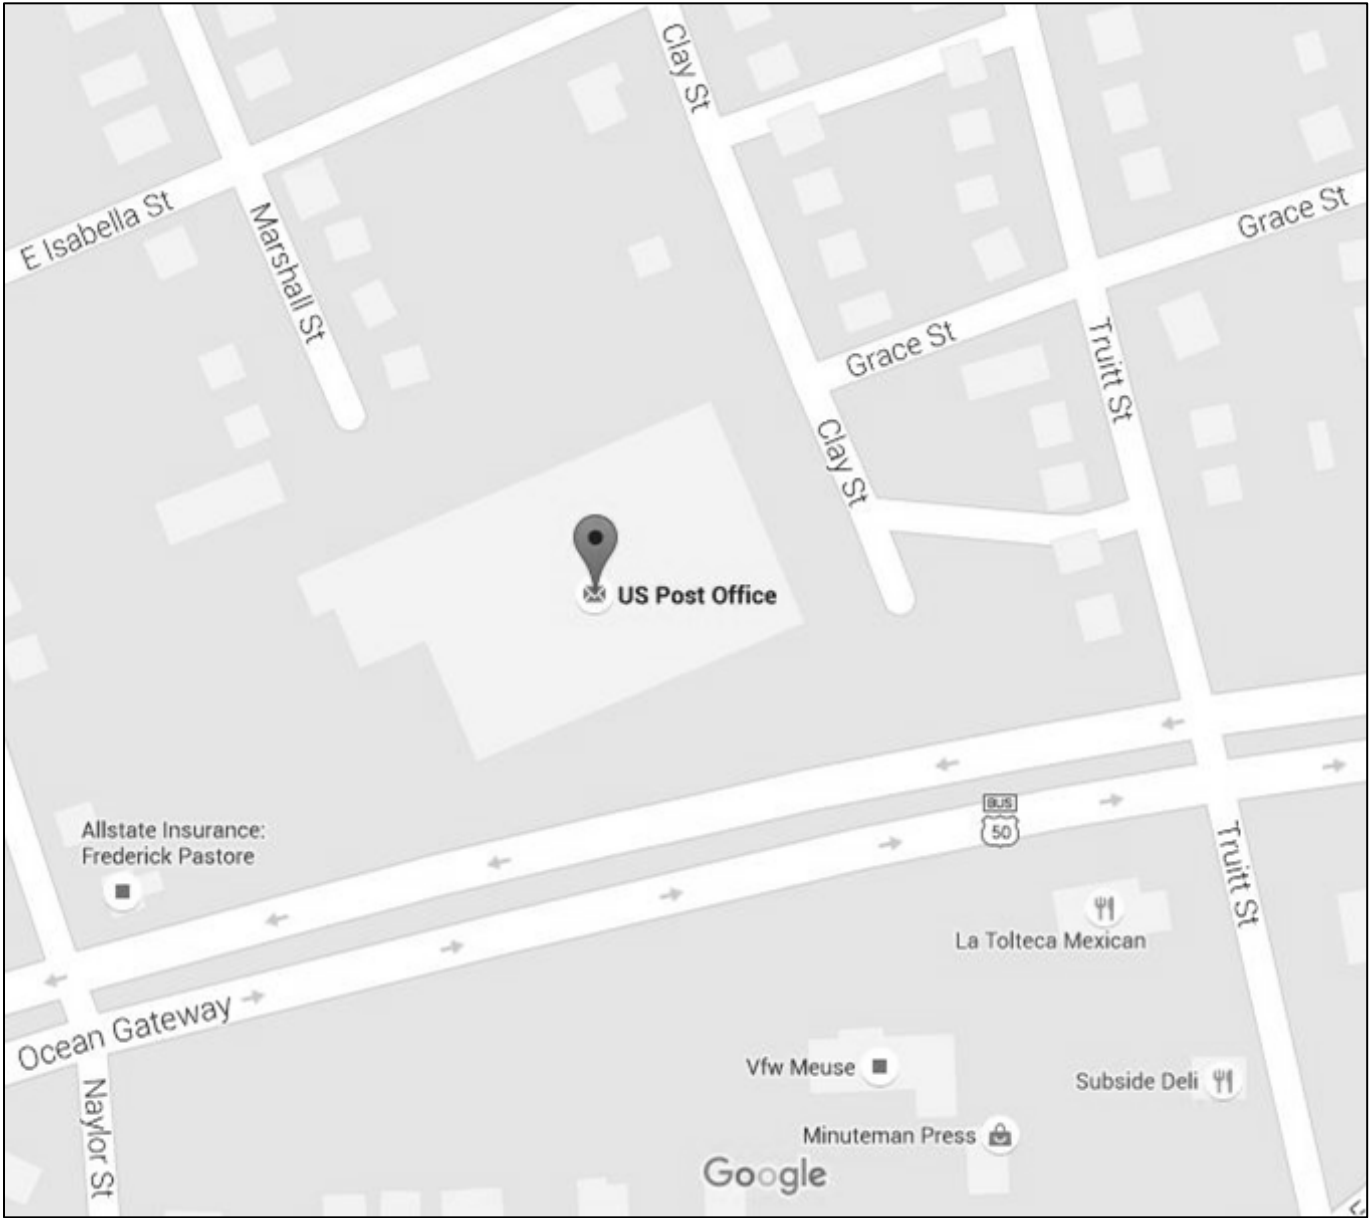 Clay St
E Isabella St
Marshall St
Grace St
Grace St
Truitt St
Clay St
US Post Office
Allstate Insurance:
Frederick Pastore
BUS
50
Truitt St
La Tolteca Mexican
Ocean Gateway
Vfw Meuse
Subside Deli
Naylor St
Minuteman Press
Google